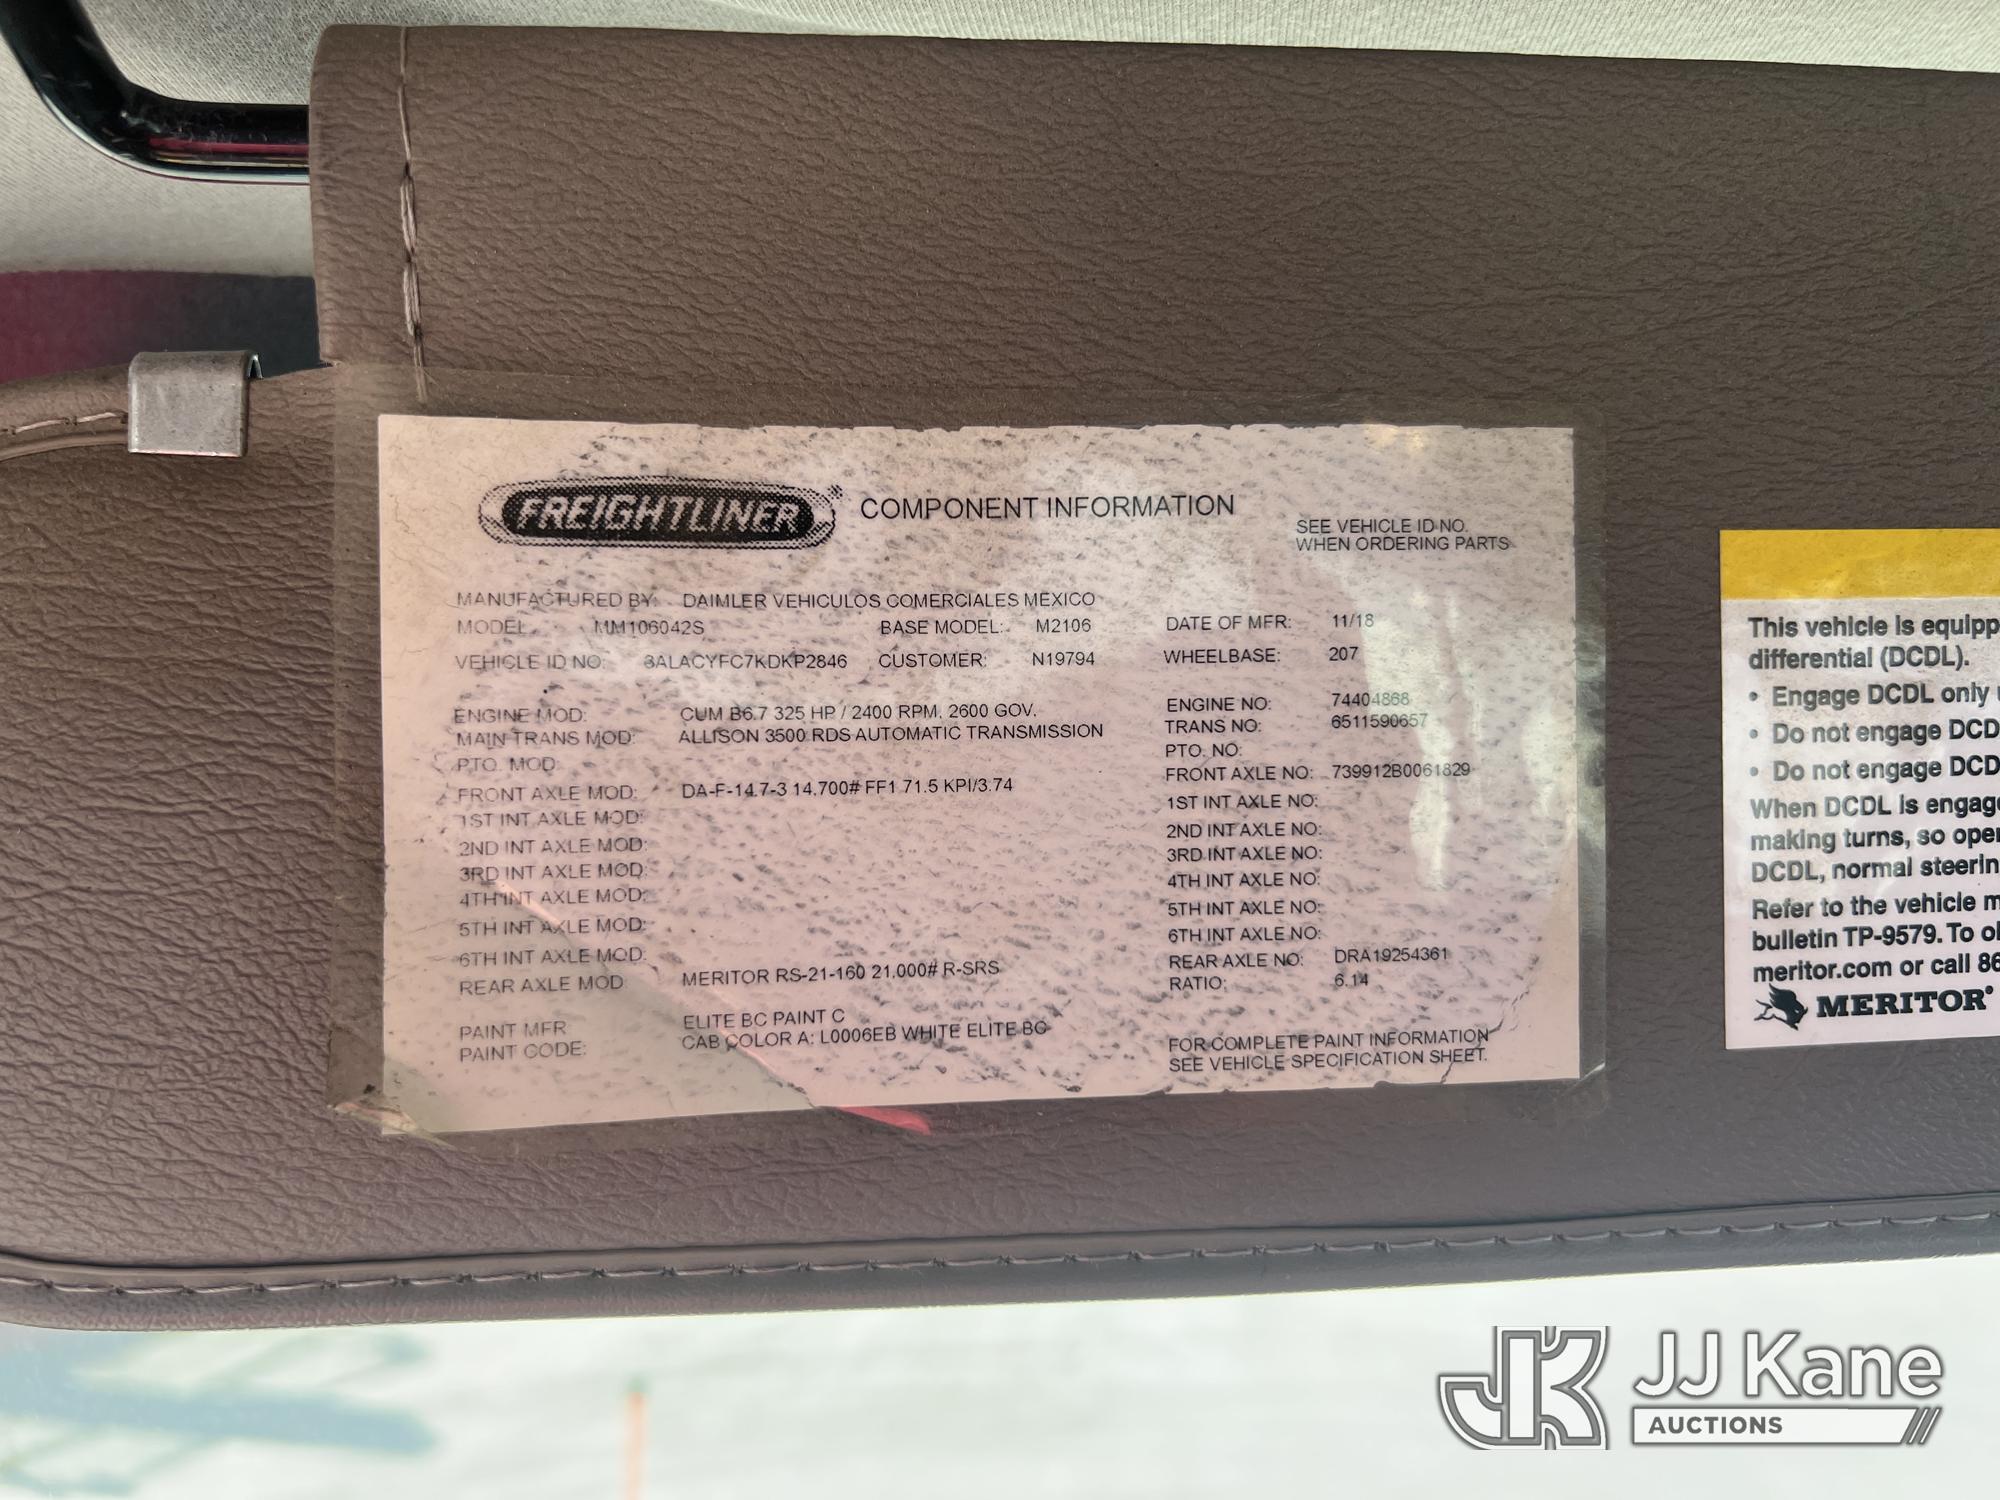 FREIGHTLINER COMPONENT INFORMATION
SEE VEHICLE ID NO.
WHEN ORDERING PARTS
MANUFACTURED BY: DAIMLER VEHICULOS COMERCIALES MEXICO
MODEL: MM106042S BASE MODEL: M2106 DATE OF MFR: 11/18
VEHICLE ID NO: 3ALACYFC7KDKP2846 CUSTOMER: N19794 WHEELBASE: 207
ENGINE MOD: CUM B6.7 325 HP / 2400 RPM, 2600 GOV. ENGINE NO: 74404868
MAIN TRANS MOD: ALLISON 3500 RDS AUTOMATIC TRANSMISSION TRANS NO: 6511590657
PTO. MOD: PTO. NO:
FRONT AXLE MOD: DA-F-14.7-3 14,700# FF1 71.5 KPI/3.74 FRONT AXLE NO: 739912B0061829
1ST INT AXLE MOD: 1ST INT AXLE NO:
2ND INT AXLE MOD: 2ND INT AXLE NO:
3RD INT AXLE MOD: 3RD INT AXLE NO:
4TH INT AXLE MOD: 4TH INT AXLE NO:
5TH INT AXLE MOD: 5TH INT AXLE NO:
6TH INT AXLE MOD: 6TH INT AXLE NO:
REAR AXLE MOD: MERITOR RS-21-160 21,000# R-SRS REAR AXLE NO: DRA19254361
RATIO: 6.14
PAINT MFR ELITE BC PAINT C
PAINT CODE: CAB COLOR A: L0006EB WHITE ELITE BC
FOR COMPLETE PAINT INFORMATION
SEE VEHICLE SPECIFICATION SHEET.
This vehicle is equipp
differential (DCDL).
• Engage DCDL only
• Do not engage DCD
• Do not engage DCD
When DCDL is engag
making turns, so oper
DCDL, normal steerin
Refer to the vehicle m
bulletin TP-9579. To o
meritor.com or call 86
MERITOR®
JK JJ Kane
AUCTIONS